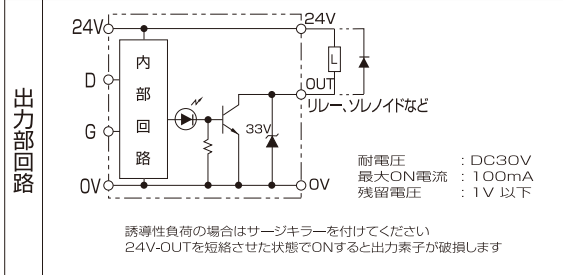 出力部回路
24V
24V
内部回路
L
D
OUT
リレー、ソレノイドなど
G
33V
0V
0V
耐電圧 : DC30V
最大ON電流 : 100mA
残留電圧 : 1V 以下
誘導性負荷の場合はサージキラーを付けてください
24V-OUTを短絡させた状態でONすると出力素子が破損します